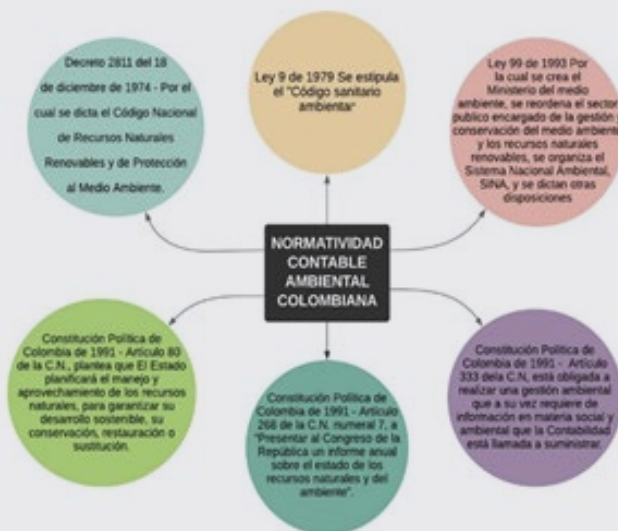 Decreto 2811 del 18
de diciembre de 1974 - Por el
cual se dicta el Código Nacional
de Recursos Naturales
Renovables y de Protección
al Medio Ambiente.
Ley 9 de 1979 Se estipula
el "Código sanitario
ambiental"
Ley 99 de 1993 Por
la cual se crea el
Ministerio del medio
ambiente, se reordena el sector
publico encargado de la gestión y
conservación del medio ambiente
y los recursos naturales
renovables, se organiza el
Sistema Nacional Ambiental,
SINA, y se dictan otras
disposiciones
NORMATIVIDAD
CONTABLE
AMBIENTAL
COLOMBIANA
Constitución Política de
Colombia de 1991 - Artículo 80
de la C.N., plantea que El Estado
planificará el manejo y
aprovechamiento de los recursos
naturales, para garantizar su
desarrollo sostenible, su
conservación, restauración o
sustitución.
Constitución Política de
Colombia de 1991 - Artículo
268 de la C.N. numeral 7, a
"Presentar al Congreso de la
República un informe anual
sobre el estado de los
recursos naturales y del
ambiente".
Constitución Política de
Colombia de 1991 - Artículo
333 dela C.N, está obligada a
realizar una gestión ambiental
que a su vez requiere de
información en materia social y
ambiental que la Contabilidad
está llamada a suministrar.